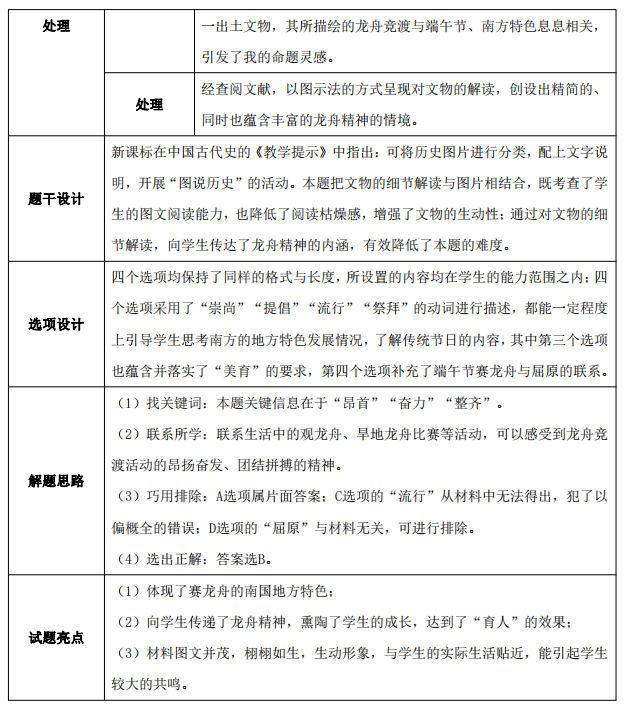 处理
一出土文物，其所描绘的龙舟竞渡与端午节、南方特色息息相关，
引发了我的命题灵感。
处理
经查阅文献，以图示法的方式呈现对文物的解读，创设出精简的、
同时也蕴含丰富的龙舟精神的情境。
题干设计
新课标在中国古代史的《教学提示》中指出：可将历史图片进行分类，配上文字说
明，开展“图说历史”的活动。本题把文物的细节解读与图片相结合，既考查了学
生的图文阅读能力，也降低了阅读枯燥感，增强了文物的生动性；通过对文物的细
节解读，向学生传达了龙舟精神的内涵，有效降低了本题的难度。
选项设计
四个选项均保持了同样的格式与长度，所设置的内容均在学生的能力范围之内；四
个选项采用了“崇尚”“提倡”“流行”“祭拜”的动词进行描述，都能一定程度
上引导学生思考南方的地方特色发展情况，了解传统节日的内容，其中第三个选项
也蕴含并落实了“美育”的要求，第四个选项补充了端午节赛龙舟与屈原的联系。
解题思路
（1）找关键词：本题关键信息在于“昂首”“奋力”“整齐”。
（2）联系所学：联系生活中的观龙舟、旱地龙舟比赛等活动，可以感受到龙舟竞
渡活动的昂扬奋发、团结拼搏的精神。
（3）巧用排除：A选项属片面答案；C选项的“流行”从材料中无法得出，犯了以
偏概全的错误；D选项的“屈原”与材料无关，可进行排除。
（4）选出正解：答案选B。
试题亮点
（1）体现了赛龙舟的南国地方特色；
（2）向学生传递了龙舟精神，熏陶了学生的成长，达到了“育人”的效果；
（3）材料图文并茂，栩栩如生，生动形象，与学生的实际生活贴近，能引起学生
较大的共鸣。